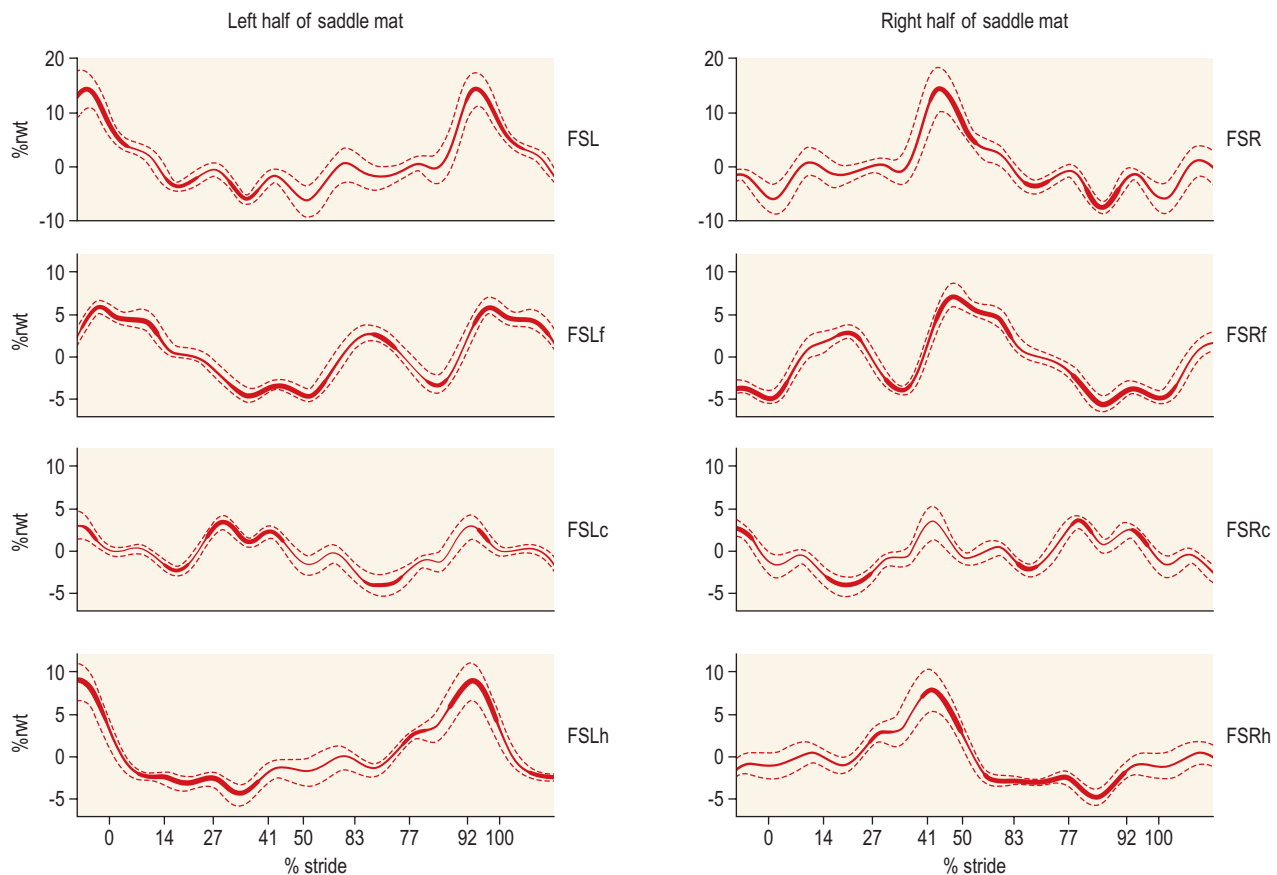 Left half of saddle mat
Right half of saddle mat
20
10
0
-10
%rwt
FSL
20
10
0
-10
FSR
10
5
0
-5
%rwt
FSLf
10
5
0
-5
FSRf
10
5
0
-5
%rwt
FSLc
10
5
0
-5
FSRc
10
5
0
-5
%rwt
FSLh
10
5
0
-5
FSRh
0 14 27 41 50 83 77 92 100
% stride
0 14 27 41 50 83 77 92 100
% stride